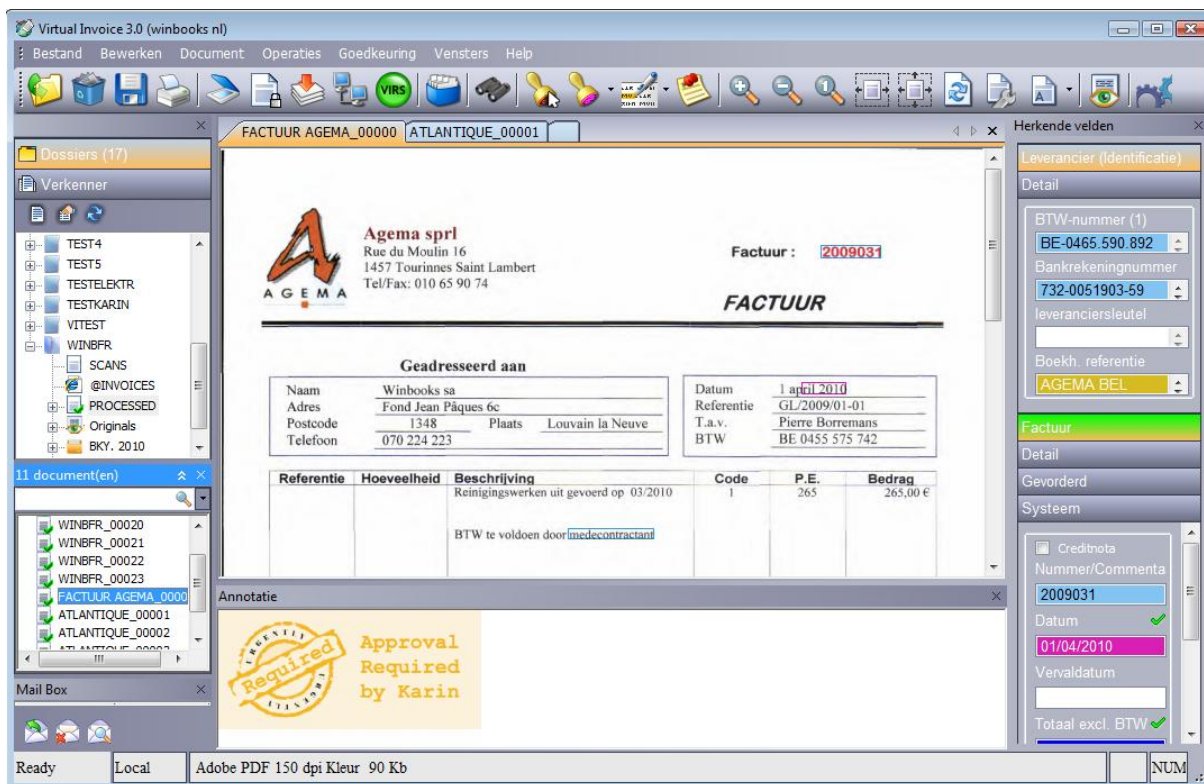 Virtual Invoice 3.0 (winbooks nl)
Bestand Bewerken Document Operaties Goedkeuring Vensters Help
VIRS
Dossiers (17)
Verkenner
TEST4
TEST5
TESTELEKTR
TESTKARIN
VITEST
WINBFR
SCANS
@INVOICES
PROCESSED
Originals
BKY. 2010
11 document(en)
WINBFR_00020
WINBFR_00021
WINBFR_00022
WINBFR_00023
FACTUUR AGEMA_0000
ATLANTIQUE_00001
ATLANTIQUE_00002
Mail Box
FACTUUR AGEMA_00000 ATLANTIQUE_00001
AGEMA
Agema sprl
Rue du Moulin 16
1457 Tourinnes Saint Lambert
Tel/Fax: 010 65 90 74
Factuur : 2009031
FACTUUR
Geadresseerd aan
Naam Winbooks sa
Adres Fond Jean Pâques 6c
Postcode 1348 Plaats Louvain la Neuve
Telefoon 070 224 223
Datum 1 april 2010
Referentie GL/2009/01-01
T.a.v. Pierre Borremans
BTW BE 0455 575 742
Referentie Hoeveelheid Beschrijving Code P.E. Bedrag
Reinigingswerken uit gevoerd op 03/2010 1 265 265,00 €
BTW te voldoen door medecontractant
Annotatie
URGENTLY
Required
URGENTLY
Approval
Required
by Karin
Herkende velden
Leverancier (Identificatie)
Detail
BTW-nummer (1)
BE-0465.590.892
Bankrekeningnummer
732-0051903-59
leveranciersleutel
Boekh. referentie
AGEMA BEL
Factuur
Detail
Gevorderd
Systeem
Creditnota
Nummer/Commenta
2009031
Datum
01/04/2010
Vervaldatum
Totaal excl. BTW
Ready Local Adobe PDF 150 dpi Kleur 90 Kb NUM